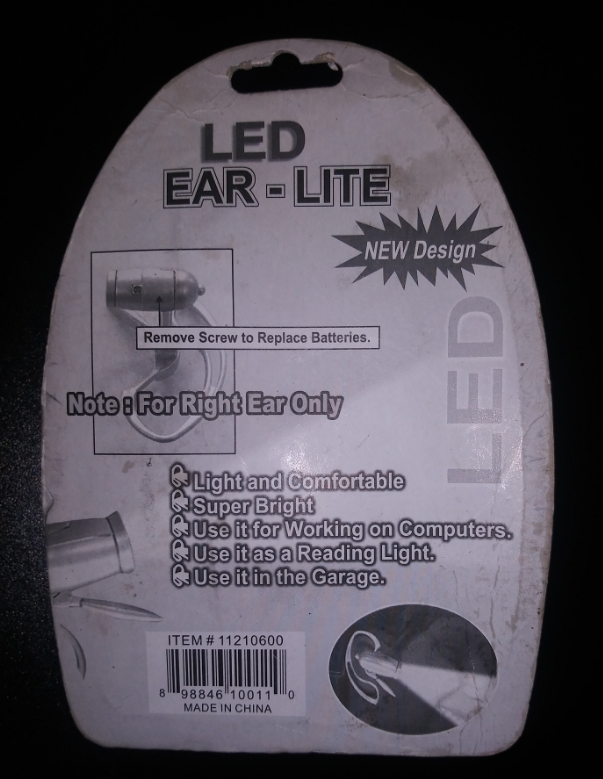 LED
EAR - LITE
NEW Design
Remove Screw to Replace Batteries.
LED
Note : For Right Ear Only
Light and Comfortable
Super Bright
Use it for Working on Computers.
Use it as a Reading Light.
Use it in the Garage.
ITEM # 11210600
8 98846 10011 0
MADE IN CHINA